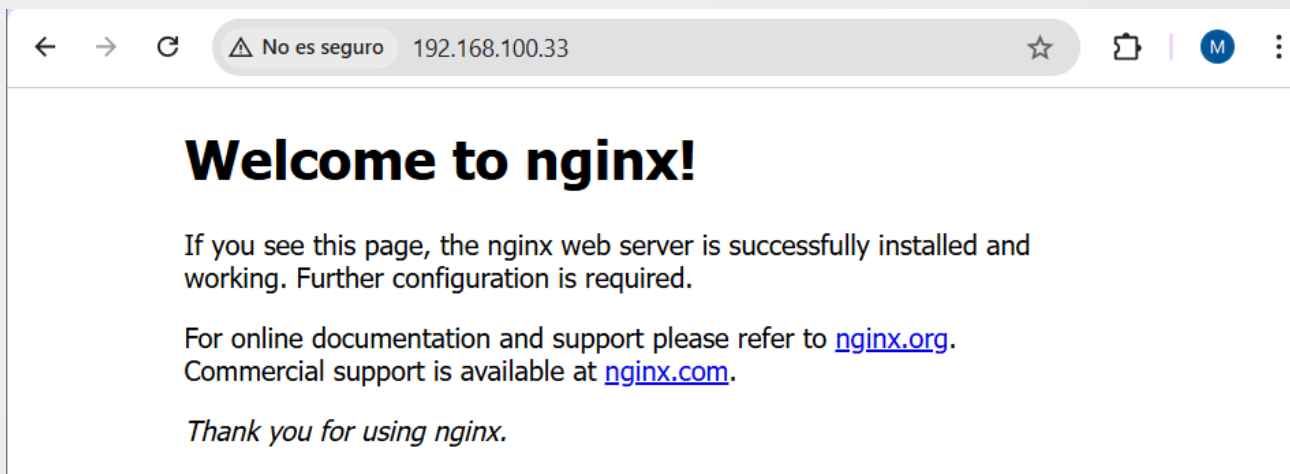 No es seguro 192.168.100.33
M
Welcome to nginx!
If you see this page, the nginx web server is successfully installed and
working. Further configuration is required.
For online documentation and support please refer to nginx.org.
Commercial support is available at nginx.com.
Thank you for using nginx.